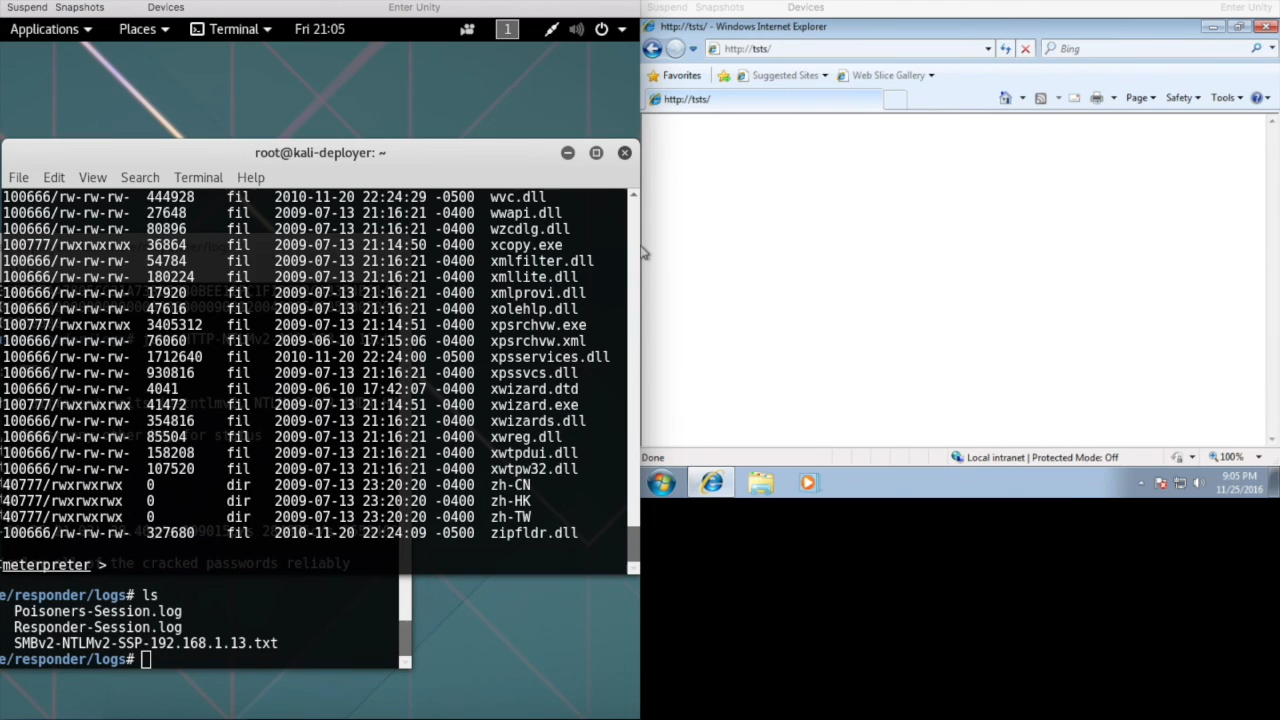 Suspend Snapshots Devices Enter Unity
Applications Places Terminal Fri 21:05 1
root@kali-deployer: ~
File Edit View Search Terminal Help
100666/rw-rw-rw- 444928 fil 2010-11-20 22:24:29 -0500 wvc.dll
100666/rw-rw-rw- 27648 fil 2009-07-13 21:16:21 -0400 wwapi.dll
100666/rw-rw-rw- 80896 fil 2009-07-13 21:16:21 -0400 wzcdlg.dll
100777/rwxrwxrwx 36864 fil 2009-07-13 21:14:50 -0400 xcopy.exe
100666/rw-rw-rw- 54784 fil 2009-07-13 21:16:21 -0400 xmlfilter.dll
100666/rw-rw-rw- 180224 fil 2009-07-13 21:16:21 -0400 xmllite.dll
100666/rw-rw-rw- 17920 fil 2009-07-13 21:16:21 -0400 xmlprovi.dll
100666/rw-rw-rw- 47616 fil 2009-07-13 21:16:21 -0400 xolehlp.dll
100777/rwxrwxrwx 3405312 fil 2009-07-13 21:14:51 -0400 xpsrchvw.exe
100666/rw-rw-rw- 76060 fil 2009-06-10 17:15:06 -0400 xpsrchvw.xml
100666/rw-rw-rw- 1712640 fil 2010-11-20 22:24:00 -0500 xpsservices.dll
100666/rw-rw-rw- 930816 fil 2009-07-13 21:16:21 -0400 xpssvcs.dll
100666/rw-rw-rw- 4041 fil 2009-06-10 17:42:07 -0400 xwizard.dtd
100777/rwxrwxrwx 41472 fil 2009-07-13 21:14:51 -0400 xwizard.exe
100666/rw-rw-rw- 354816 fil 2009-07-13 21:16:21 -0400 xwizards.dll
100666/rw-rw-rw- 85504 fil 2009-07-13 21:16:21 -0400 xwreg.dll
100666/rw-rw-rw- 158208 fil 2009-07-13 21:16:21 -0400 xwtpdui.dll
100666/rw-rw-rw- 107520 fil 2009-07-13 21:16:21 -0400 xwtpw32.dll
40777/rwxrwxrwx 0 dir 2009-07-13 23:20:20 -0400 zh-CN
40777/rwxrwxrwx 0 dir 2009-07-13 23:20:20 -0400 zh-HK
40777/rwxrwxrwx 0 dir 2009-07-13 23:20:20 -0400 zh-TW
100666/rw-rw-rw- 327680 fil 2010-11-20 22:24:09 -0500 zipfldr.dll
meterpreter >
of the cracked passwords reliably
e/responder/logs# ls
Poisoners-Session.log
Responder-Session.log
SMBv2-NTLMv2-SSP-192.168.1.13.txt
e/responder/logs#
Suspend Snapshots Devices Enter Unity
http://tsts/ - Windows Internet Explorer
http://tsts/ Bing
Favorites Suggested Sites Web Slice Gallery
http://tsts/ Page Safety Tools
Done Local intranet | Protected Mode: Off 100%
9:05 PM
11/25/2016